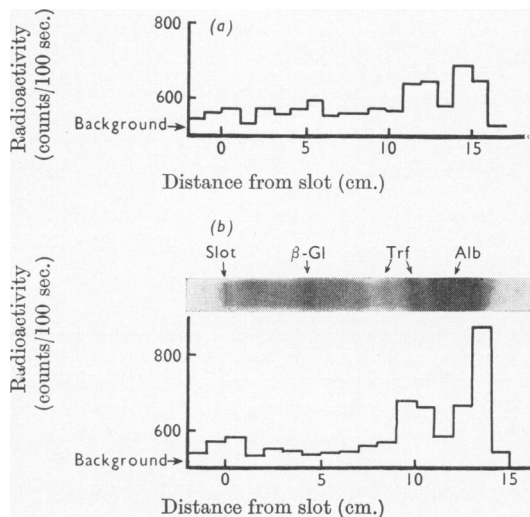 800
(a)
Radioactivity
(counts/100 sec.)
600
Background
0 5 10 15
Distance from slot (cm.)
(b)
Slot β-Gl Trf Alb
Radioactivity
(counts/100 sec.)
800
600
Background
0 5 10 15
Distance from slot (cm.)